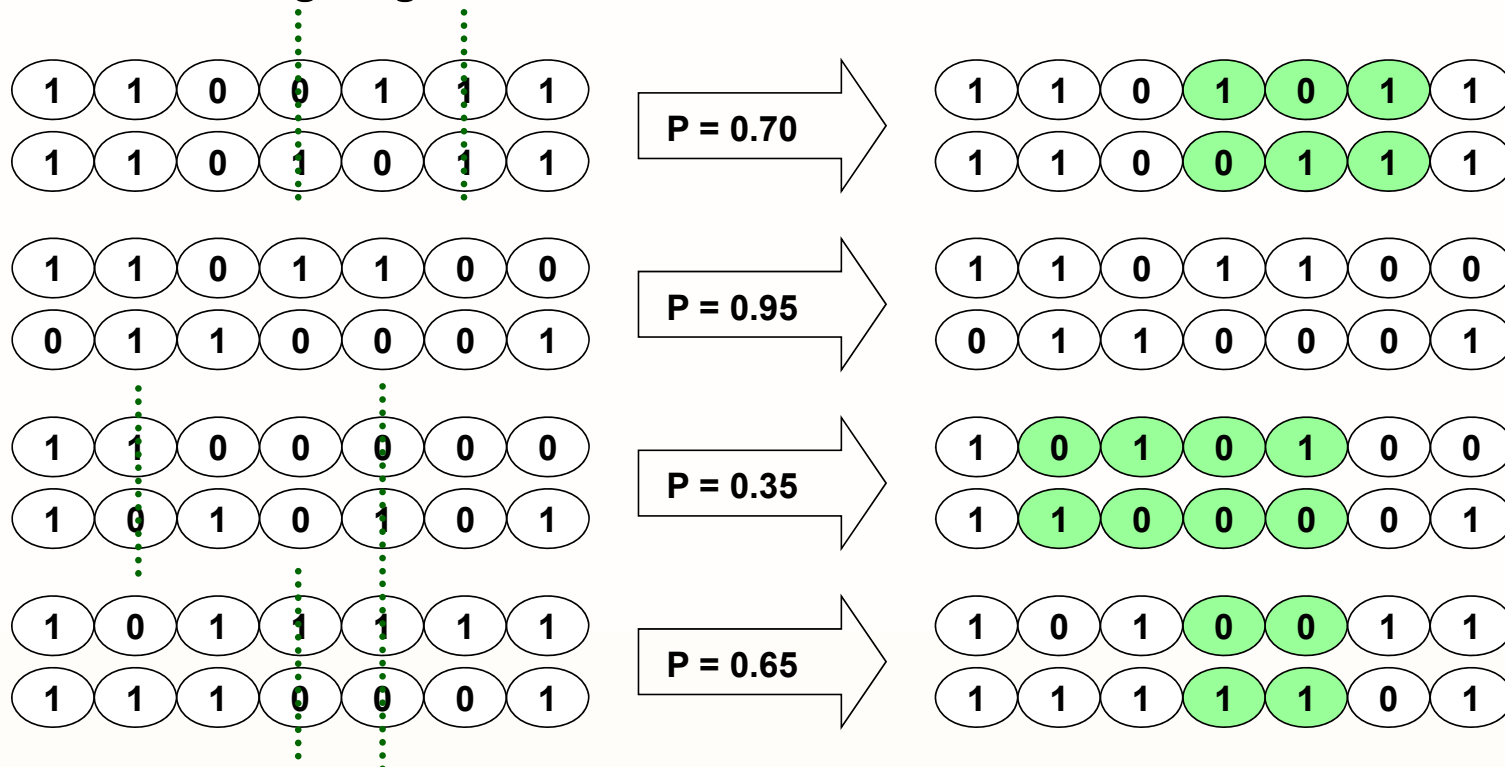 1 1 0 0 1 1 1 1 1 0 1 0 1 1
1 1 0 1 0 1 1 P = 0.70 1 1 0 0 1 1 1
1 1 0 1 1 0 0 1 1 0 1 1 0 0
0 1 1 0 0 0 1 P = 0.95 0 1 1 0 0 0 1
1 1 0 0 0 0 0 1 0 1 0 1 0 0
1 0 1 0 1 0 1 P = 0.35 1 1 0 0 0 0 1
1 0 1 1 1 1 1 1 0 1 0 0 1 1
1 1 1 0 0 0 1 P = 0.65 1 1 1 1 1 0 1